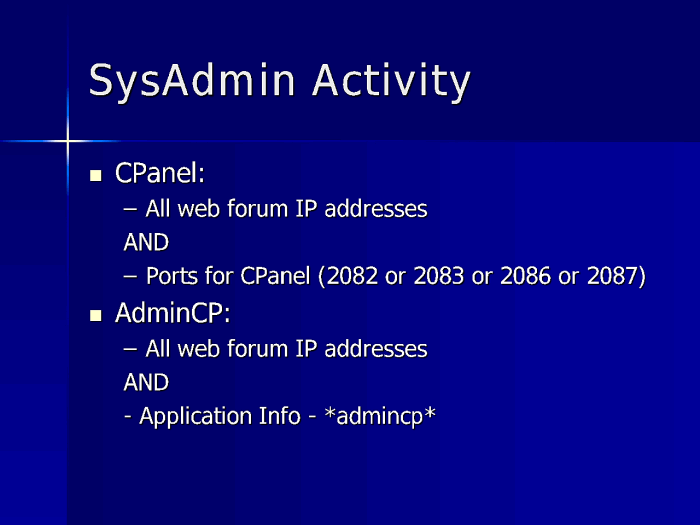 SysAdmin Activity
■ CPanel:
– All web forum IP addresses
AND
– Ports for CPanel (2082 or 2083 or 2086 or 2087)
■ AdminCP:
– All web forum IP addresses
AND
- Application Info - *admincp*